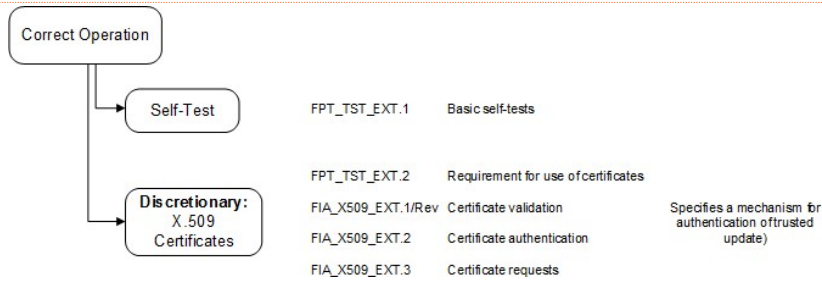 Correct Operation
Self-Test
FPT_TST_EXT.1 Basic self-tests
FPT_TST_EXT.2 Requirement for use of certificates
Discretionary:
X.509
Certificates
FIA_X509_EXT.1/Rev Certificate validation
FIA_X509_EXT.2 Certificate authentication
FIA_X509_EXT.3 Certificate requests
Specifies a mechanism for
authentication of trusted
update)